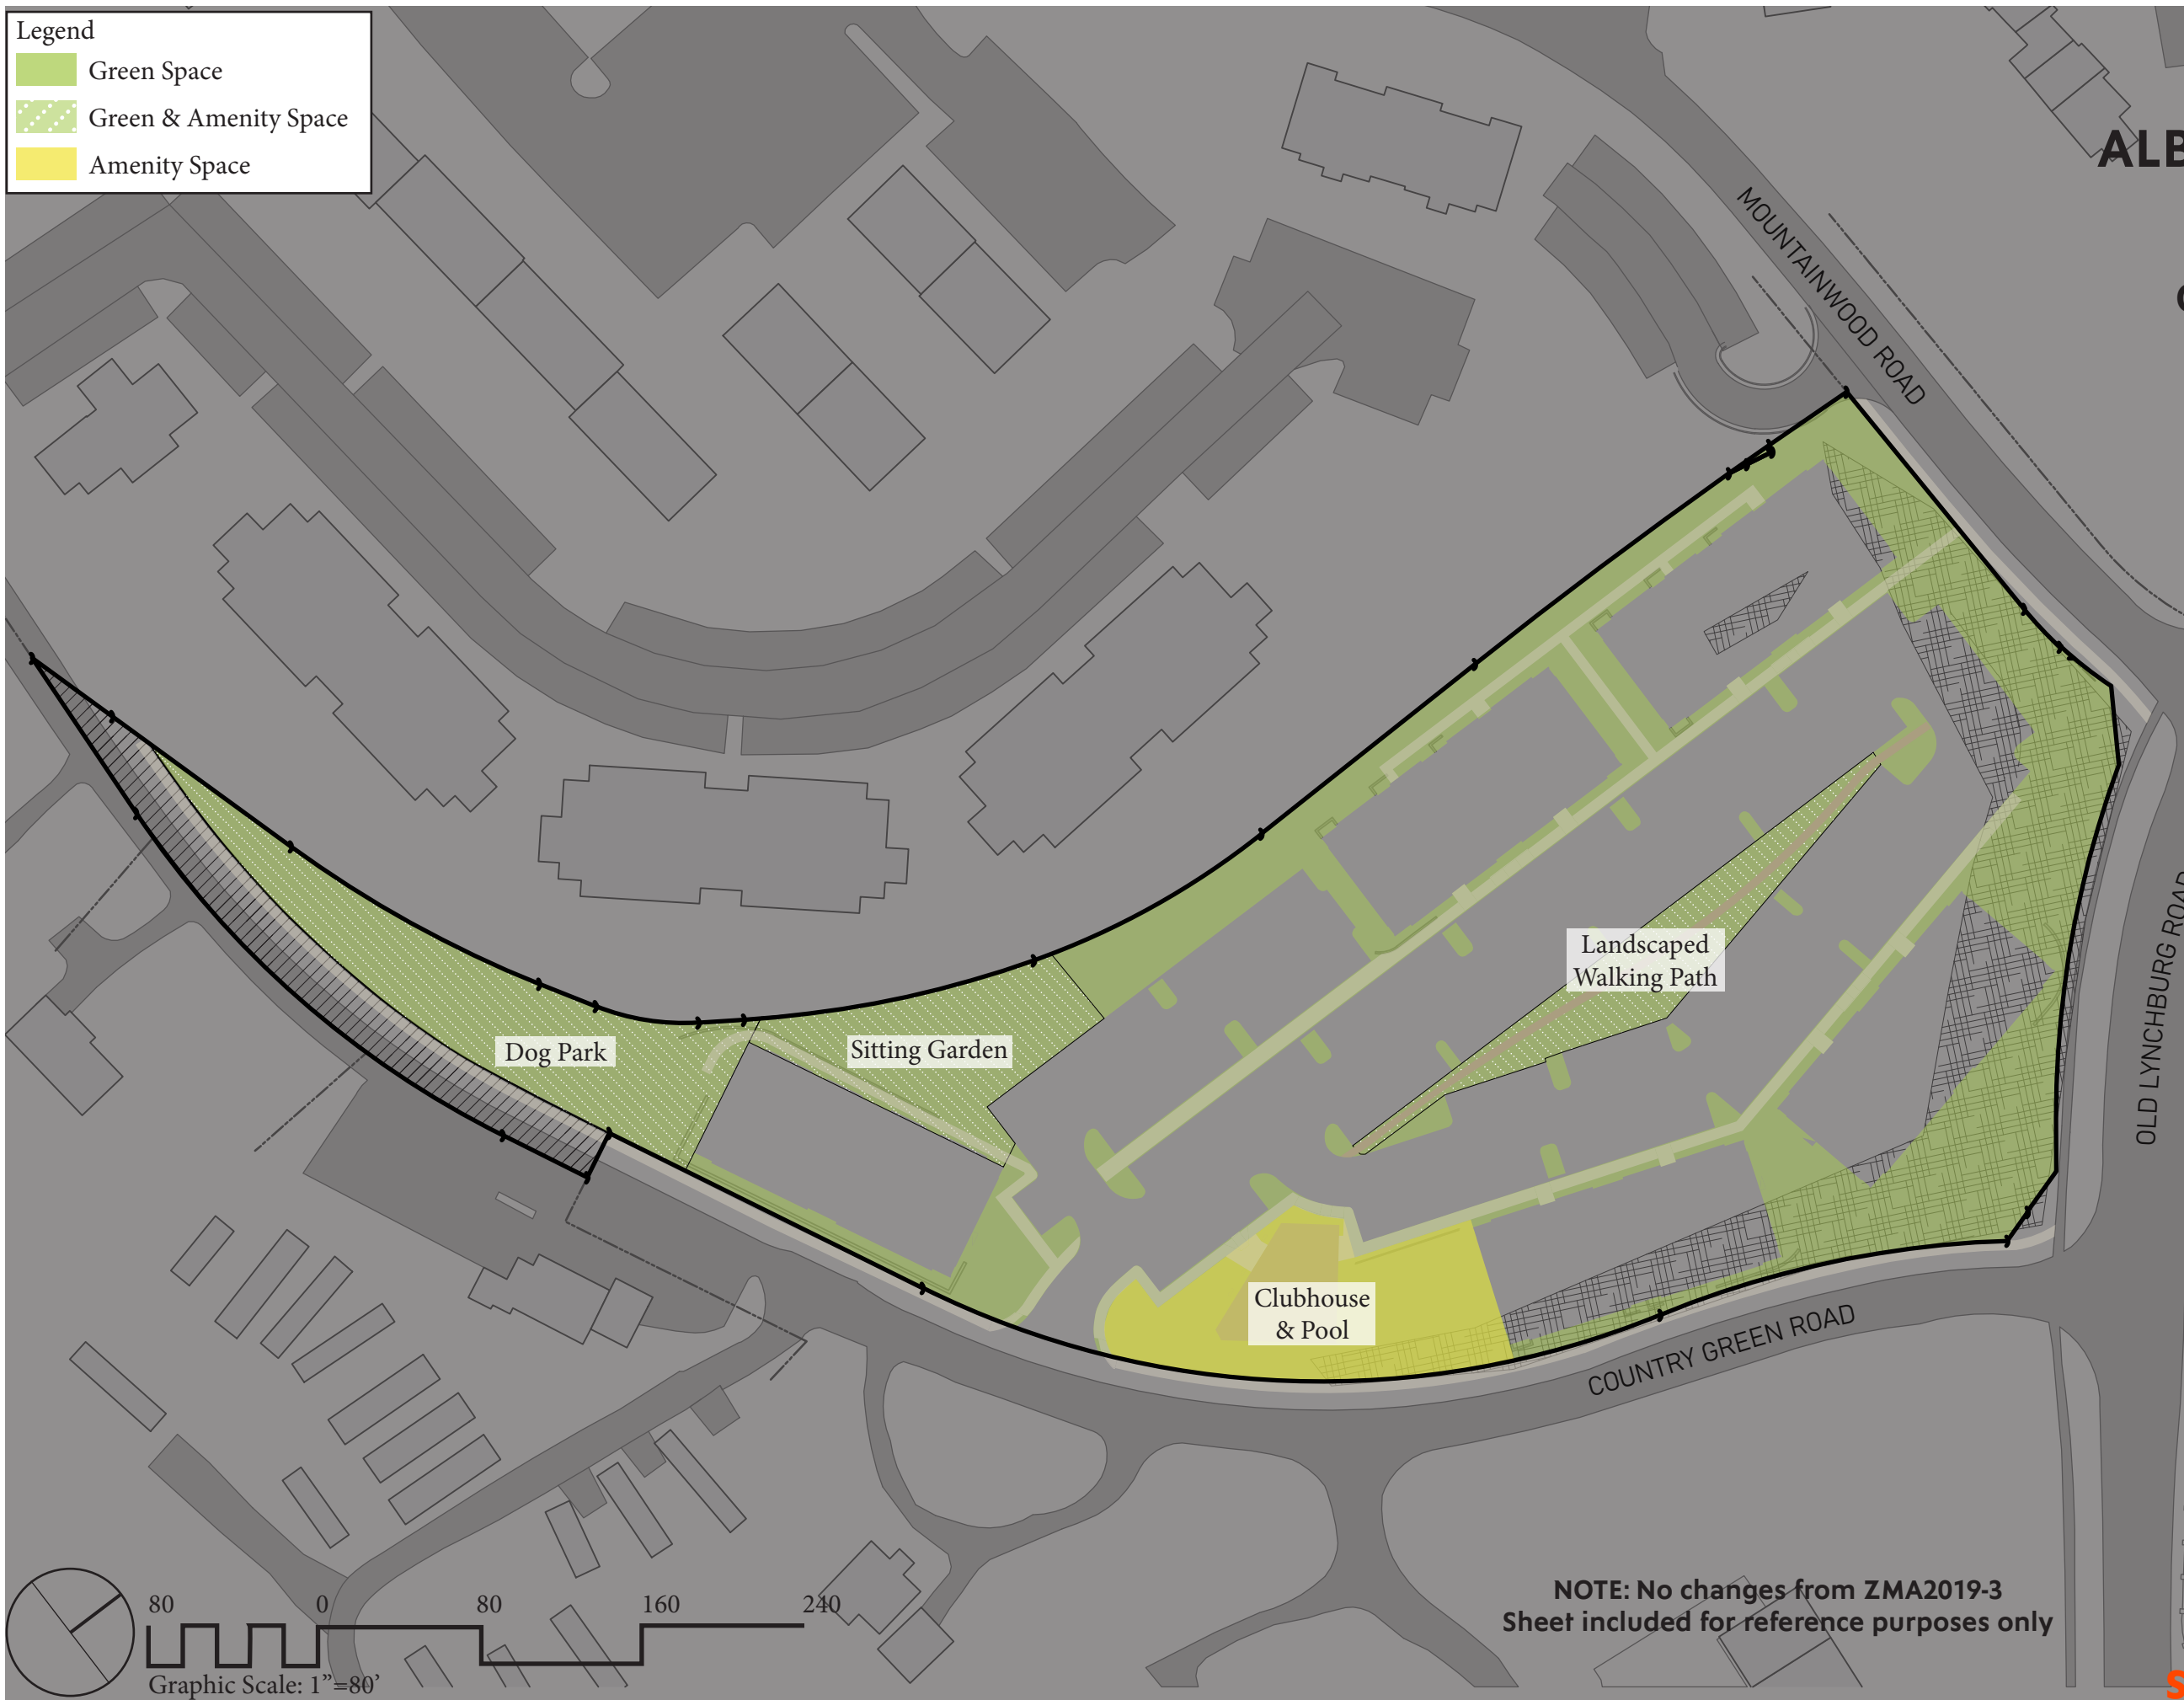 Legend
Green Space
Green & Amenity Space
Amenity Space
ALB
MOUNTAINWOOD ROAD
Landscaped
Walking Path
Dog Park
Sitting Garden
OLD LYNCHBURG ROAD
Clubhouse
& Pool
COUNTRY GREEN ROAD
80 0 80 160 240
Graphic Scale: 1”=80’
NOTE: No changes from ZMA2019-3
Sheet included for reference purposes only